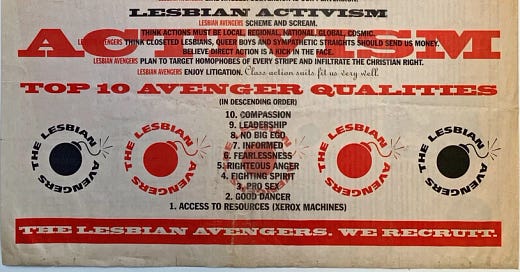 LESBIAN ACTIVISM
LESBIAN AVENGERS SCHEME AND SCREAM.
ACTIVISM
THINK ACTIONS MUST BE LOCAL, REGIONAL, NATIONAL, GLOBAL, COSMIC.
AVENGERS THINK CLOSETED LESBIANS, QUEER BOYS AND SYMPATHETIC STRAIGHTS SHOULD SEND US MONEY.
BELIEVE DIRECT ACTION IS A KICK IN THE FACE.
LESBIAN AVENGERS PLAN TO TARGET HOMOPHOBES OF EVERY STRIPE AND INFILTRATE THE CHRISTIAN RIGHT.
LESBIAN AVENGERS ENJOY LITIGATION. Class action suits fit us very well.
TOP 10 AVENGER QUALITIES
(IN DESCENDING ORDER)
10. COMPASSION
9. LEADERSHIP
8. NO BIG EGO
7. INFORMED
6. FEARLESSNESS
5. RIGHTEOUS ANGER
4. FIGHTING SPIRIT
3. PRO SEX
2. GOOD DANCER
1. ACCESS TO RESOURCES (XEROX MACHINES)
THE LESBIAN AVENGERS
THE LESBIAN AVENGERS
THE LESBIAN AVENGERS
THE LESBIAN AVENGERS
THE LESBIAN AVENGERS. WE RECRUIT.